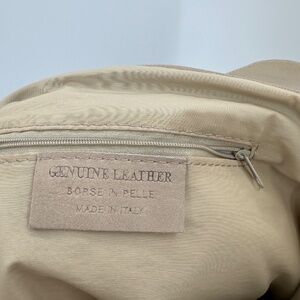 GENUINE LEATHER
BORSE IN PELLE
MADE IN ITALY